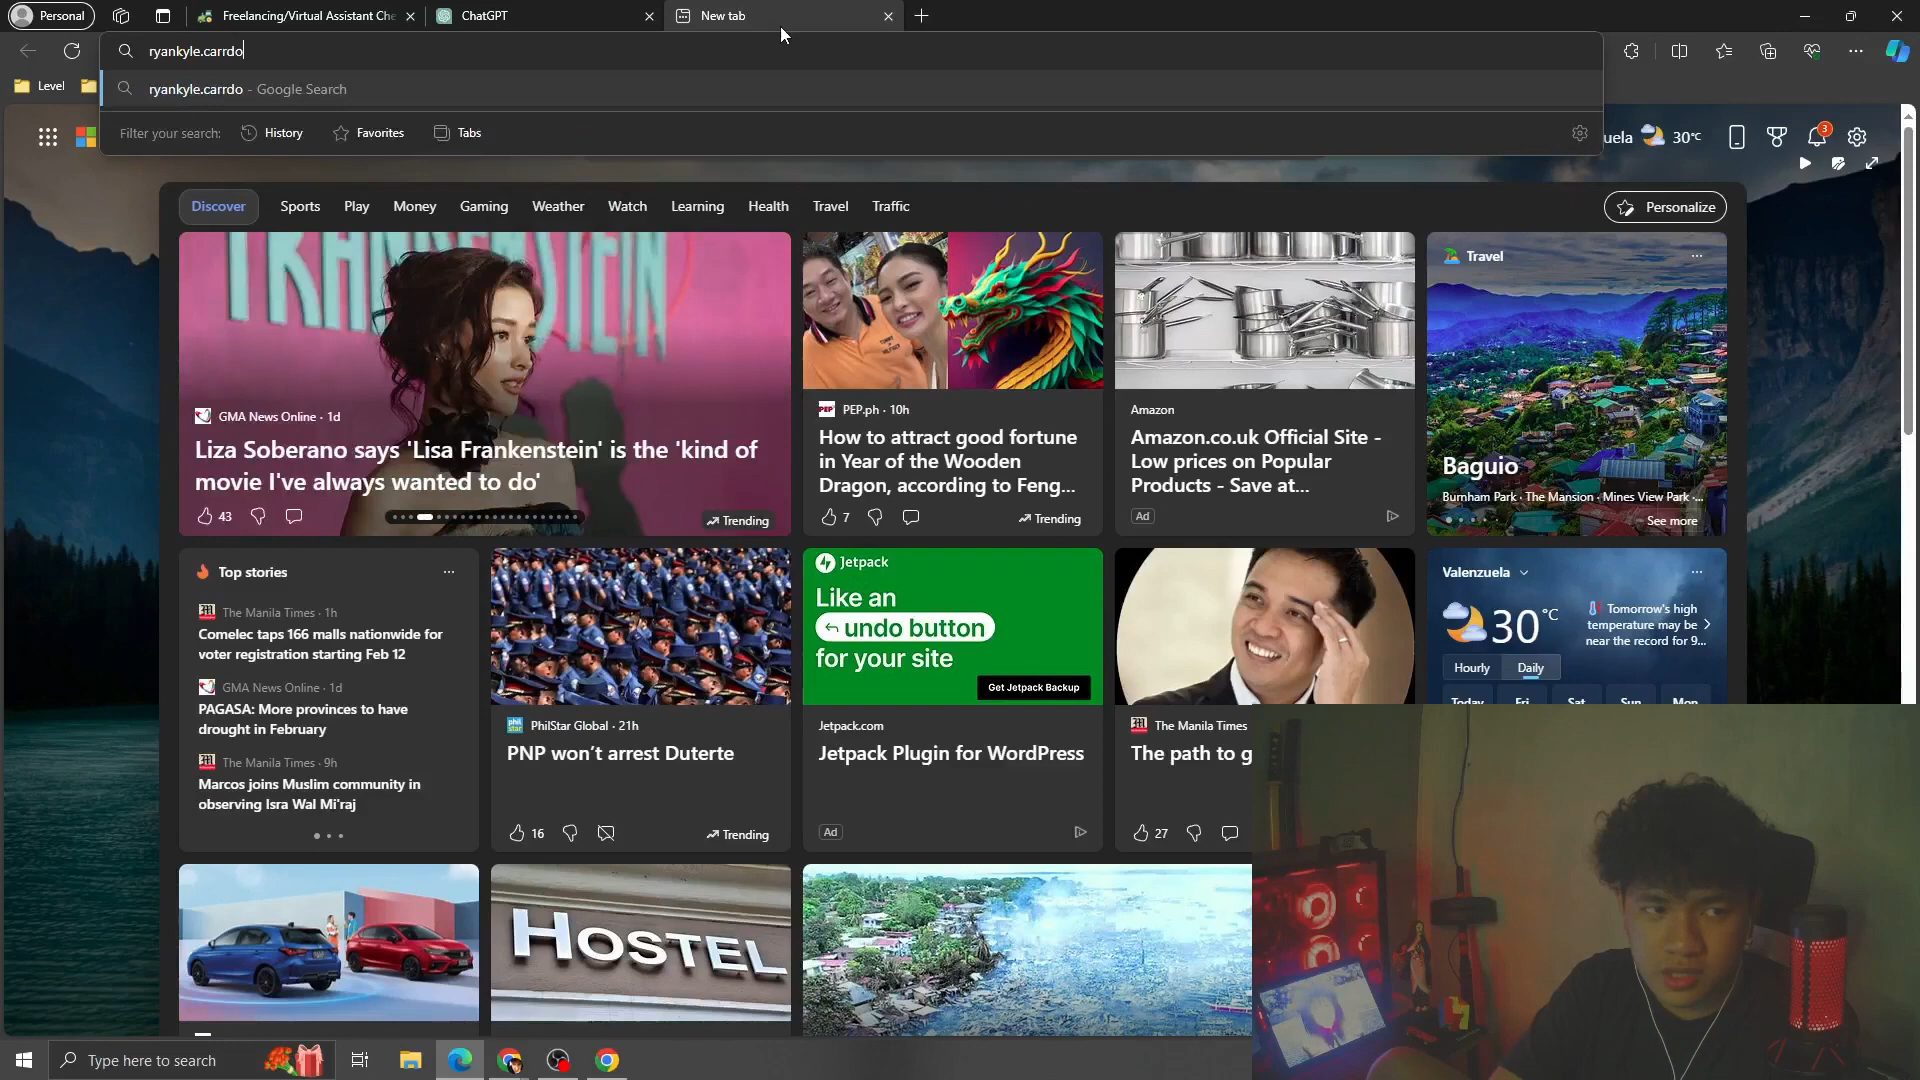 Personal
Freelancing/Virtual Assistant Che
ChatGPT
New tab
ryankyle.carrdo
ryankyle.carrdo - Google Search
Level
Filter your search:
History
Favorites
Tabs
uela
30°C
3
Discover
Sports
Play
Money
Gaming
Weather
Watch
Learning
Health
Travel
Traffic
Personalize
GMA News Online · 1d
Liza Soberano says 'Lisa Frankenstein' is the 'kind of
movie I've always wanted to do'
43
Trending
PEP.ph · 10h
How to attract good fortune
in Year of the Wooden
Dragon, according to Feng...
7
Trending
Amazon
Amazon.co.uk Official Site -
Low prices on Popular
Products - Save at...
Ad
Travel
Baguio
Burnham Park · The Mansion · Mines View Park ·...
See more
Top stories
The Manila Times · 1h
Comelec taps 166 malls nationwide for
voter registration starting Feb 12
GMA News Online · 1d
PAGASA: More provinces to have
drought in February
The Manila Times · 9h
Marcos joins Muslim community in
observing Isra Wal Mi'raj
PhilStar Global · 21h
PNP won't arrest Duterte
16
Trending
Jetpack
Like an
undo button
for your site
Get Jetpack Backup
Jetpack.com
Jetpack Plugin for WordPress
Ad
The Manila Times
The path to g
27
Valenzuela
30°C
Tomorrow's high
temperature may be
near the record for 9...
Hourly
Daily
Today
Fri
Sat
Sun
Mon
HOSTEL
Type here to search